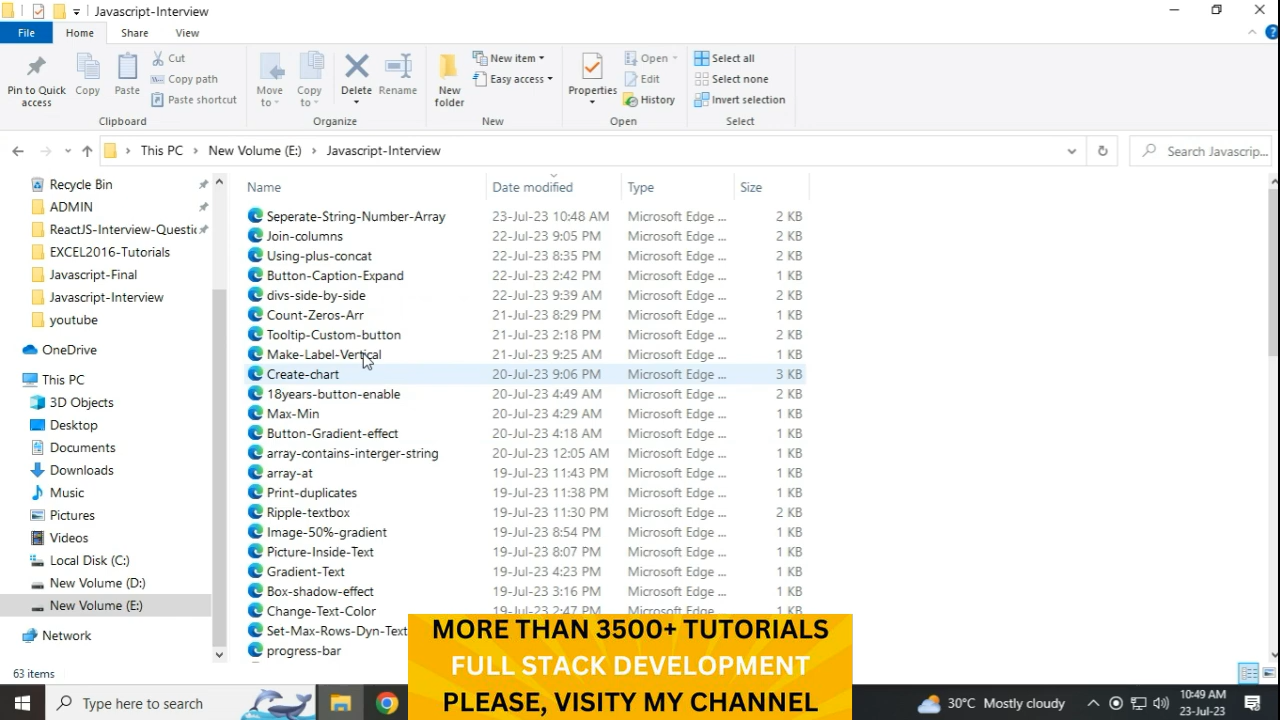 Javascript-Interview
File Home Share View
Pin to Quick access
Copy
Paste
Cut
Copy path
Paste shortcut
Clipboard
Move to
Copy to
Delete
Rename
Organize
New folder
New item
Easy access
New
Properties
Open
Edit
History
Open
Select all
Select none
Invert selection
Select
This PC > New Volume (E:) > Javascript-Interview
Search Javascrip...
Recycle Bin
ADMIN
ReactJS-Interview-Questic
EXCEL2016-Tutorials
Javascript-Final
Javascript-Interview
youtube
OneDrive
This PC
3D Objects
Desktop
Documents
Downloads
Music
Pictures
Videos
Local Disk (C:)
New Volume (D:)
New Volume (E:)
Network
Name Date modified Type Size
Seperate-String-Number-Array 23-Jul-23 10:48 AM Microsoft Edge ... 2 KB
Join-columns 22-Jul-23 9:05 PM Microsoft Edge ... 2 KB
Using-plus-concat 22-Jul-23 8:35 PM Microsoft Edge ... 2 KB
Button-Caption-Expand 22-Jul-23 2:42 PM Microsoft Edge ... 1 KB
divs-side-by-side 22-Jul-23 9:39 AM Microsoft Edge ... 2 KB
Count-Zeros-Arr 21-Jul-23 8:29 PM Microsoft Edge ... 1 KB
Tooltip-Custom-button 21-Jul-23 2:18 PM Microsoft Edge ... 2 KB
Make-Label-Vertical 21-Jul-23 9:25 AM Microsoft Edge ... 1 KB
Create-chart 20-Jul-23 9:06 PM Microsoft Edge ... 3 KB
18years-button-enable 20-Jul-23 4:49 AM Microsoft Edge ... 2 KB
Max-Min 20-Jul-23 4:29 AM Microsoft Edge ... 1 KB
Button-Gradient-effect 20-Jul-23 4:18 AM Microsoft Edge ... 1 KB
array-contains-interger-string 20-Jul-23 12:05 AM Microsoft Edge ... 1 KB
array-at 19-Jul-23 11:43 PM Microsoft Edge ... 1 KB
Print-duplicates 19-Jul-23 11:38 PM Microsoft Edge ... 1 KB
Ripple-textbox 19-Jul-23 11:30 PM Microsoft Edge ... 2 KB
Image-50%-gradient 19-Jul-23 8:54 PM Microsoft Edge ... 1 KB
Picture-Inside-Text 19-Jul-23 8:07 PM Microsoft Edge ... 1 KB
Gradient-Text 19-Jul-23 4:23 PM Microsoft Edge ... 1 KB
Box-shadow-effect 19-Jul-23 3:16 PM Microsoft Edge ... 1 KB
Change-Text-Color 19-Jul-23 2:47 PM Microsoft Edge ... 1 KB
Set-Max-Rows-Dyn-Text
progress-bar
63 items
MORE THAN 3500+ TUTORIALS
FULL STACK DEVELOPMENT
PLEASE, VISITY MY CHANNEL
Type here to search
30°C Mostly cloudy
10:49 AM
23-Jul-23